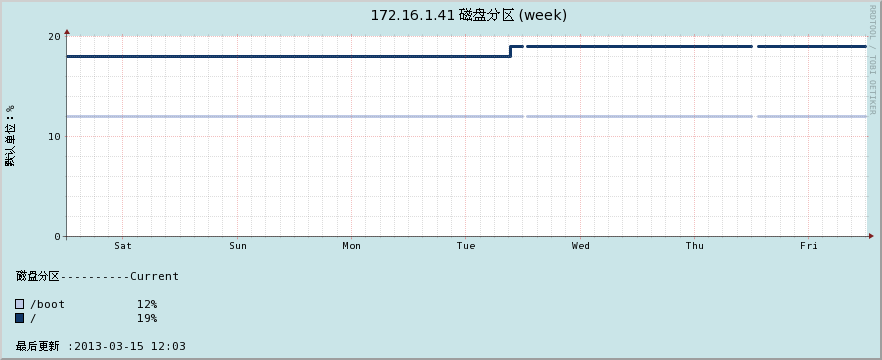 172.16.1.41 磁盘分区 (week)
RRDTOOL / TOBI OETIKER
默认单位：%
20
10
0
Sat Sun Mon Tue Wed Thu Fri
磁盘分区----------Current
/boot 12%
/ 19%
最后更新 :2013-03-15 12:03